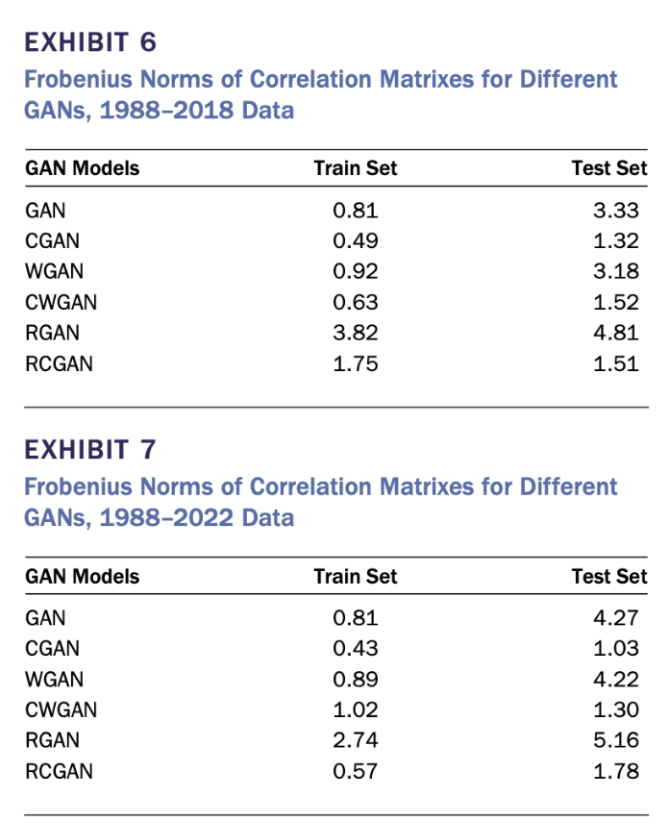 EXHIBIT 6
Frobenius Norms of Correlation Matrixes for Different
GANs, 1988–2018 Data
GAN Models Train Set Test Set
GAN 0.81 3.33
CGAN 0.49 1.32
WGAN 0.92 3.18
CWGAN 0.63 1.52
RGAN 3.82 4.81
RCGAN 1.75 1.51
EXHIBIT 7
Frobenius Norms of Correlation Matrixes for Different
GANs, 1988–2022 Data
GAN Models Train Set Test Set
GAN 0.81 4.27
CGAN 0.43 1.03
WGAN 0.89 4.22
CWGAN 1.02 1.30
RGAN 2.74 5.16
RCGAN 0.57 1.78